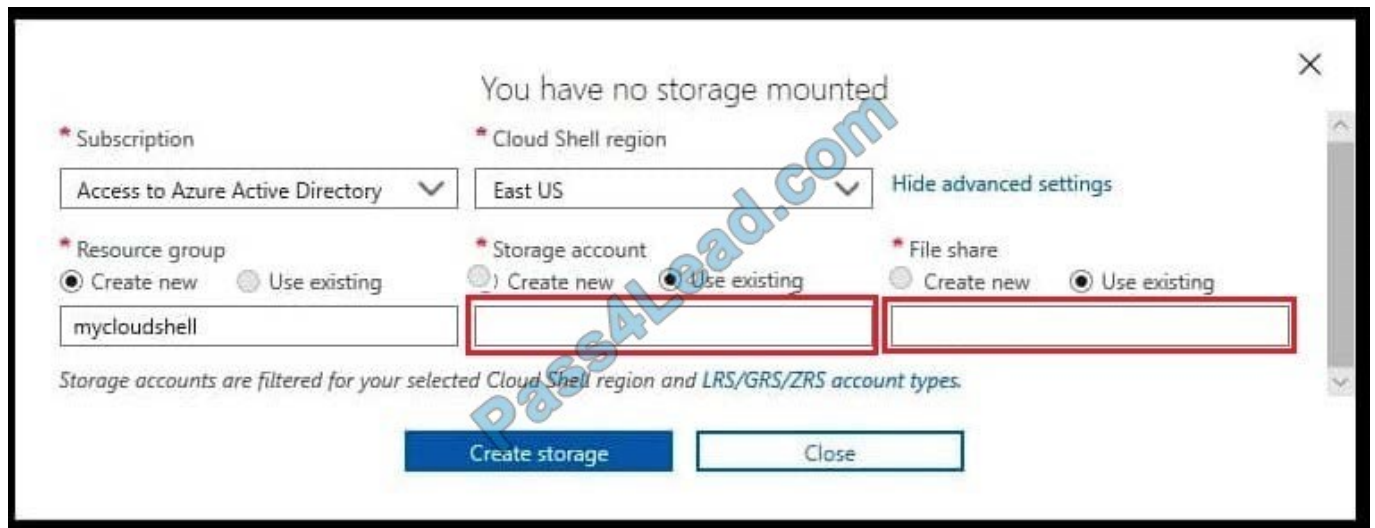 You have no storage mounted
* Subscription
* Cloud Shell region
Access to Azure Active Directory
East US
Hide advanced settings
* Resource group
* Storage account
* File share
Create new
Use existing
) Create new
Use existing
Create new
Use existing
mycloudshell
Storage accounts are filtered for your selected Cloud Shell region and LRS/GRS/ZRS account types.
Create storage
Close
Pass4Lead.com